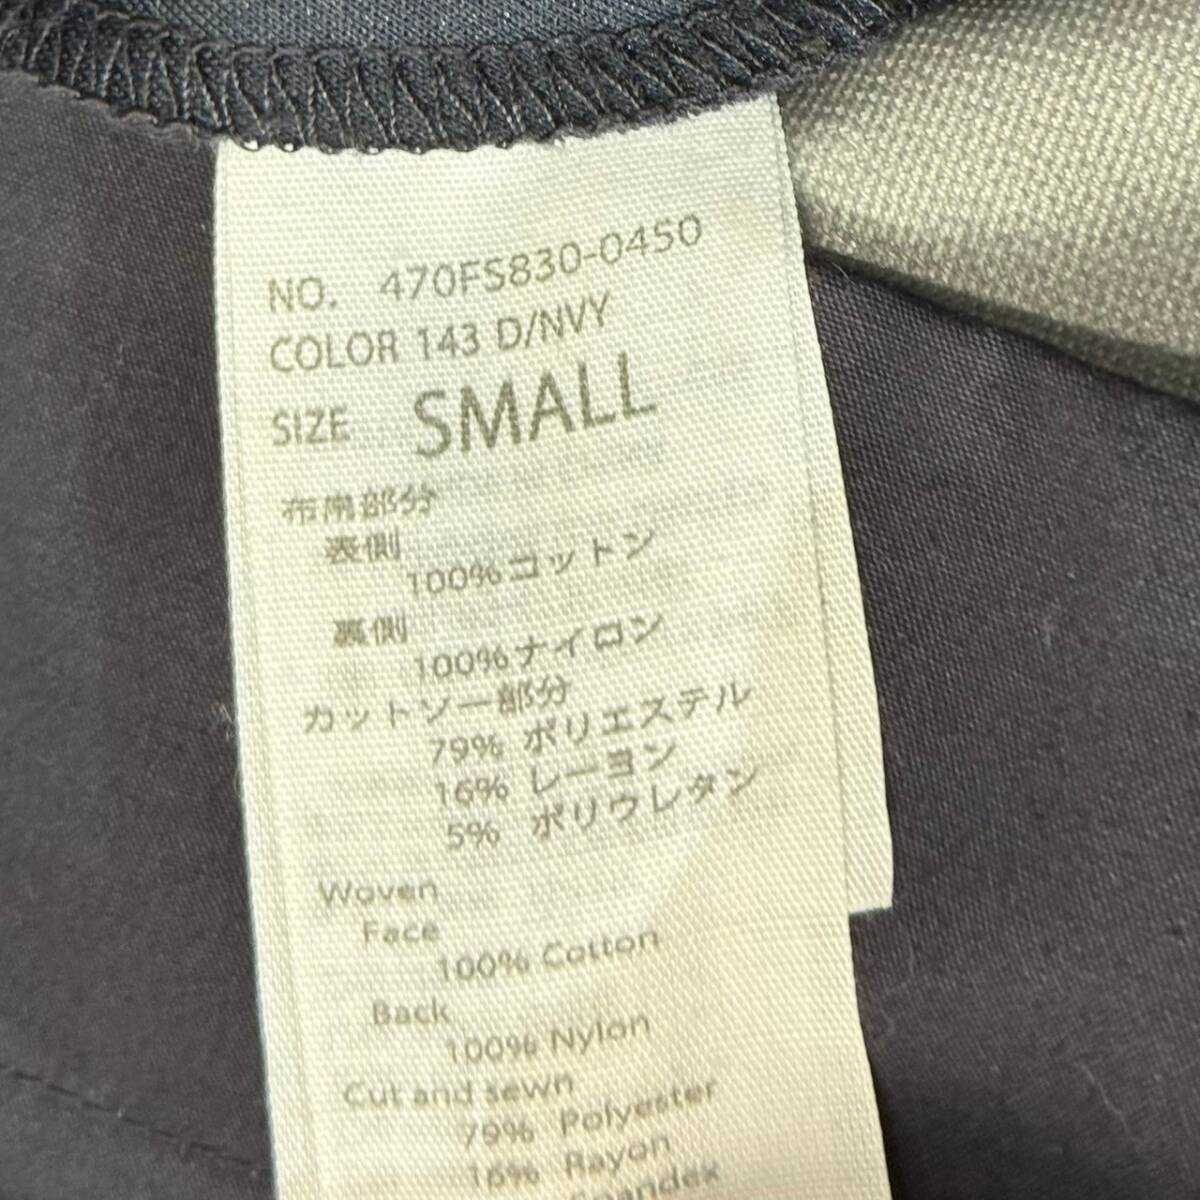 NO. 470FS830-0450
COLOR 143 D/NVY
SIZE SMALL
布帛部分
表側
100%コットン
裏側
100%ナイロン
カットソー部分
79% ポリエステル
16% レーヨン
5% ポリウレタン
Woven
Face
100% Cotton
Back
100% Nylon
Cut and sewn
79% Polyester
16% Rayon
Spandex